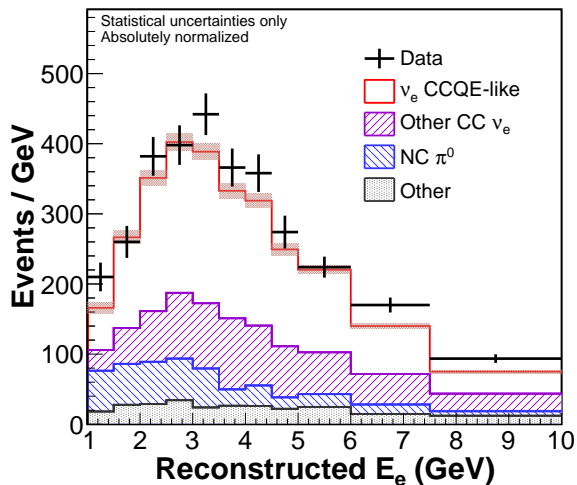 Statistical uncertainties only
Absolutely normalized
Data
νe CCQE-like
Other CC νe
NC π0
Other
Events / GeV
500
400
300
200
100
0
1 2 3 4 5 6 7 8 9 10
Reconstructed Ee (GeV)